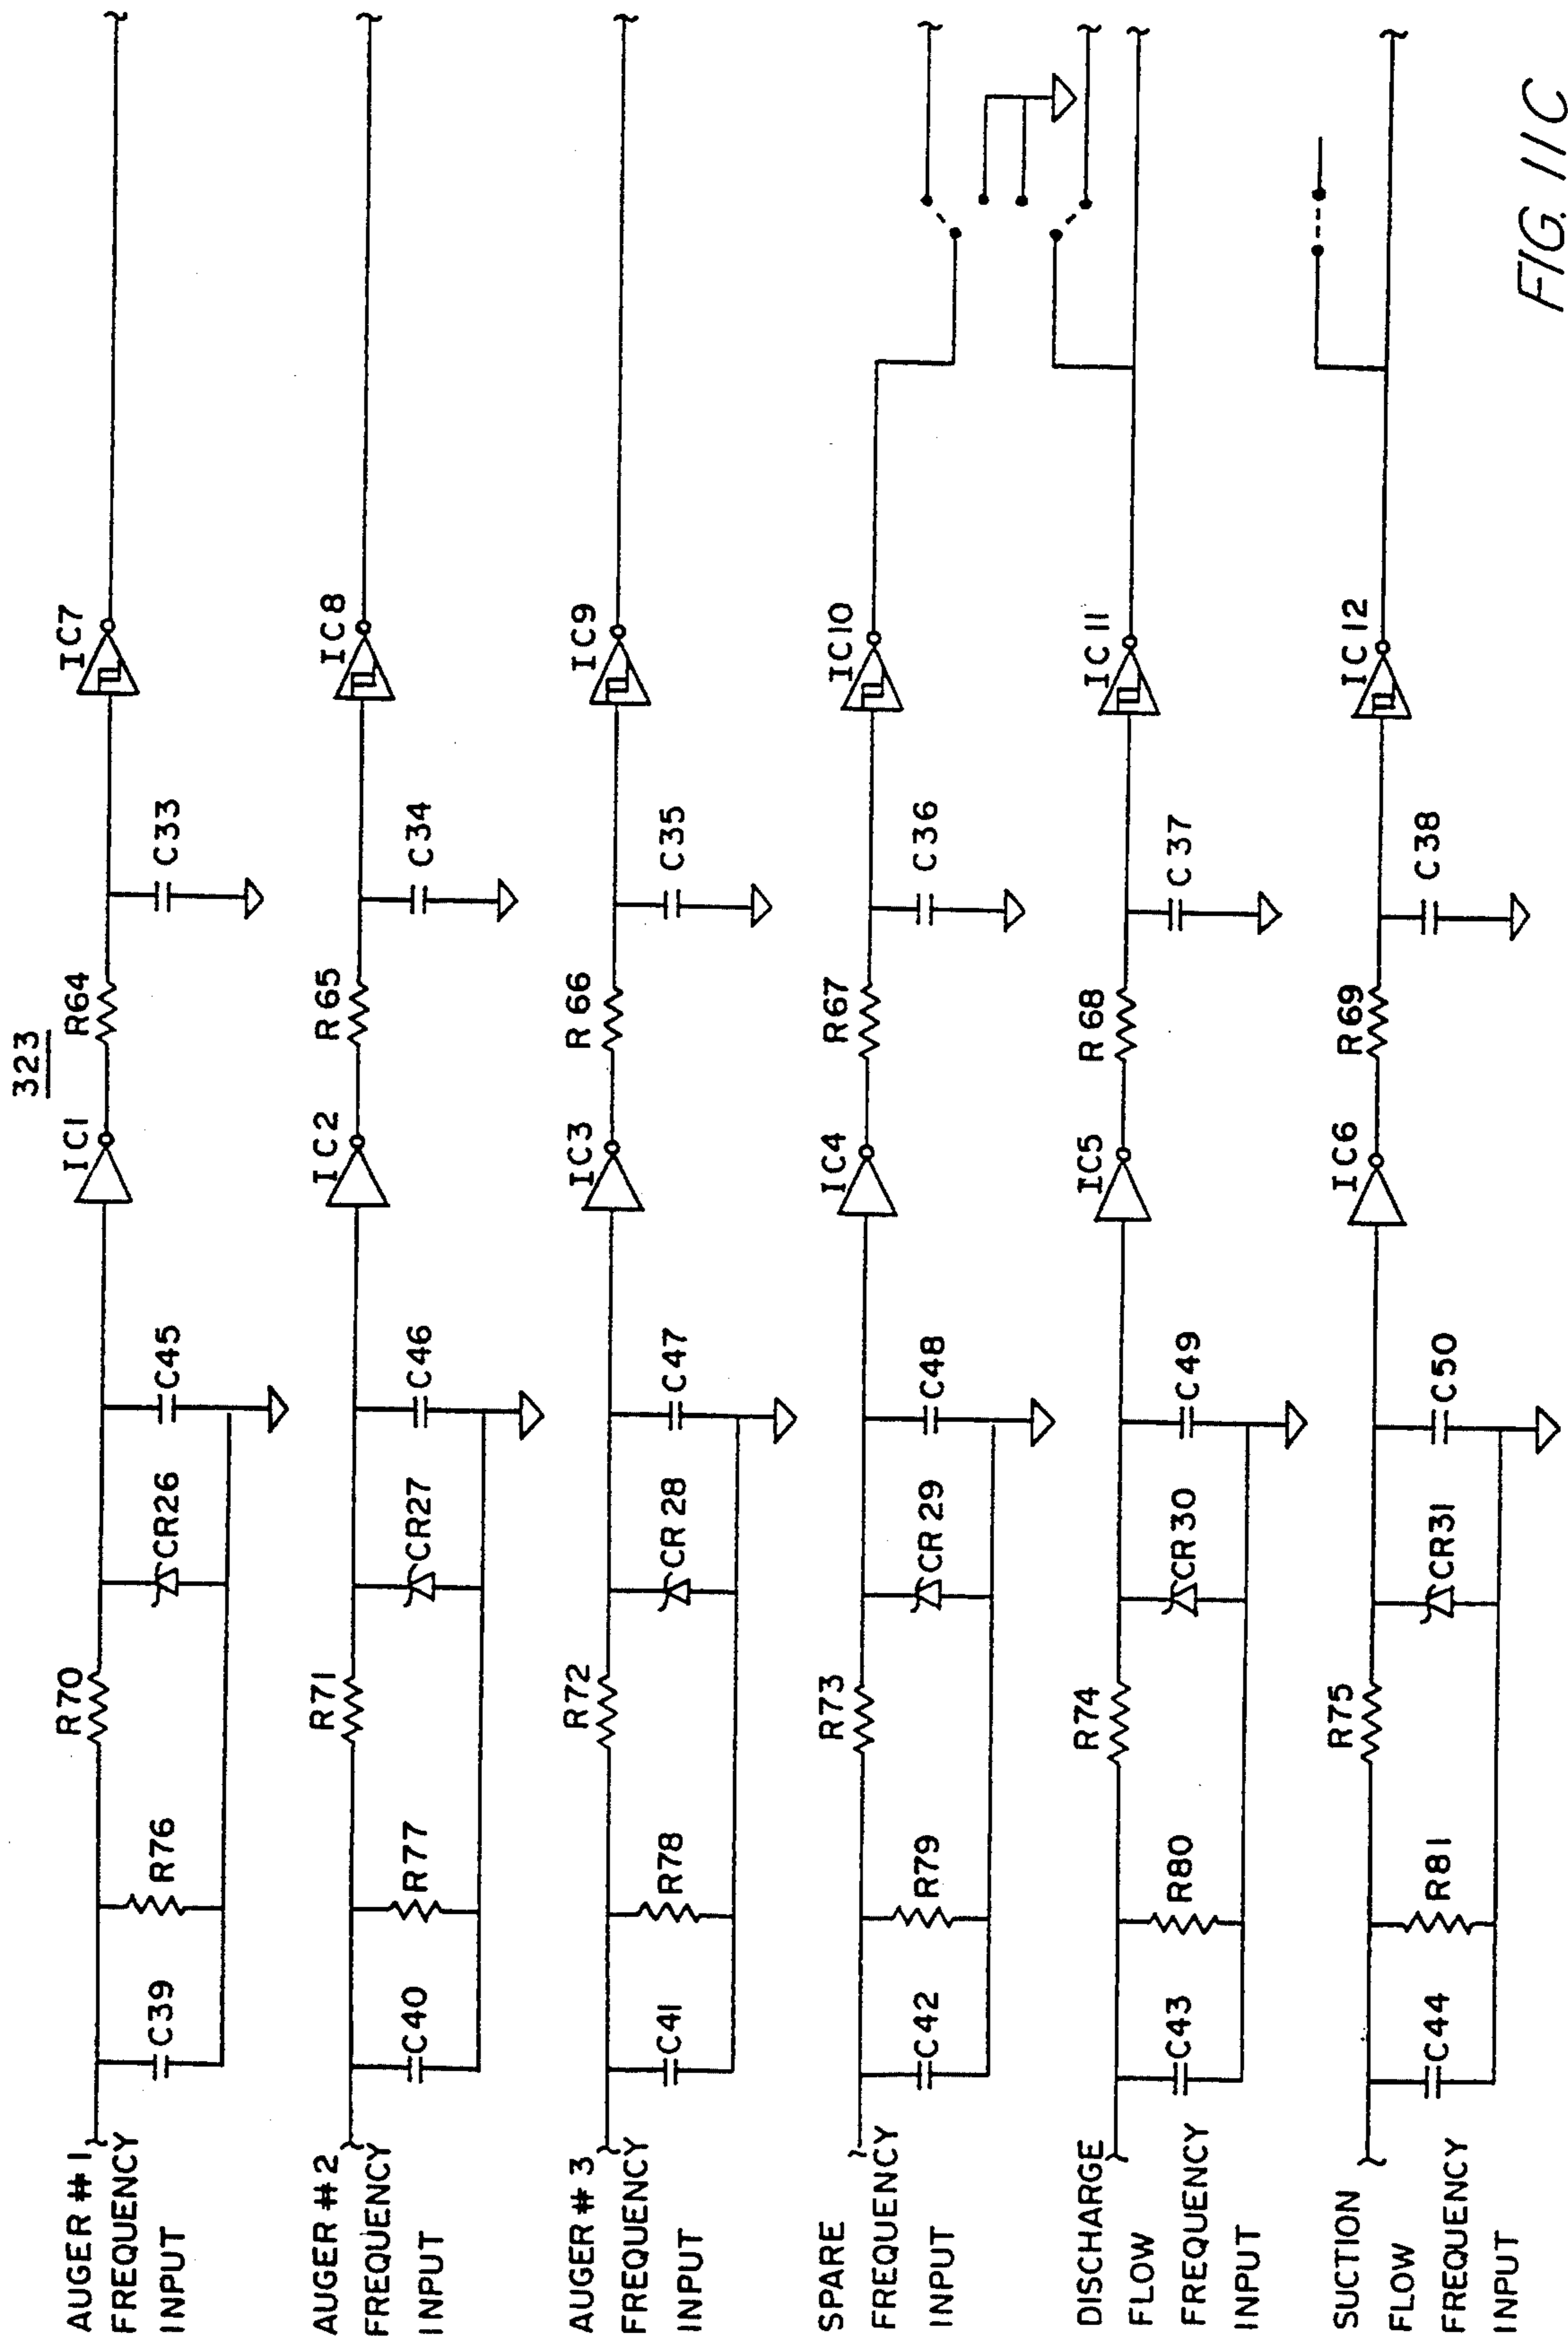 323
AUGER #1
FREQUENCY
INPUT
C39
R76
R70
CR26
C45
IC1
R64
C33
IC7
AUGER #2
FREQUENCY
INPUT
C40
R77
R71
CR27
C46
IC2
R65
C34
IC8
AUGER #3
FREQUENCY
INPUT
C41
R78
R72
CR28
C47
IC3
R66
C35
IC9
SPARE
FREQUENCY
INPUT
C42
R79
R73
CR29
C48
IC4
R67
C36
IC10
DISCHARGE
FLOW
FREQUENCY
INPUT
C43
R80
R74
CR30
C49
IC5
R68
C37
IC11
SUCTION
FLOW
FREQUENCY
INPUT
C44
R81
R75
CR31
C50
IC6
R69
C38
IC12
FIG. 11C